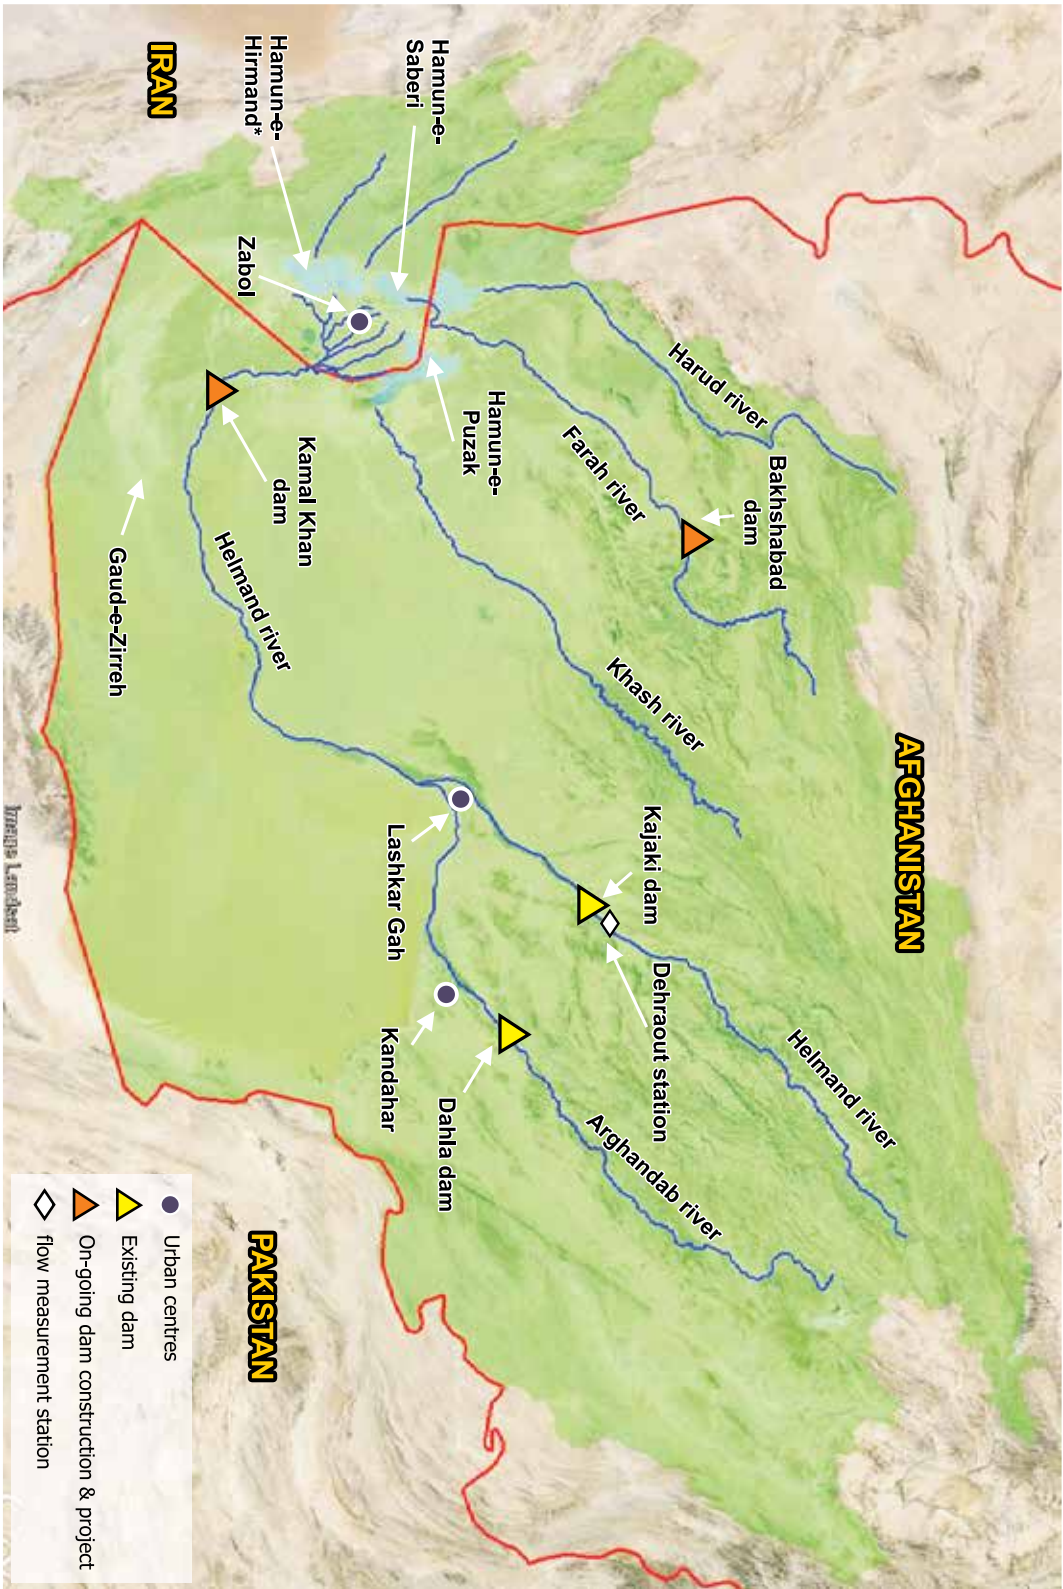 AFGHANISTAN
IRAN
PAKISTAN
Harud river
Bakhshabad
dam
Farah river
Khash river
Hamun-e-
Saberi
Hamun-e-
Hirmand*
Zabol
Hamun-e-
Puzak
Kamal Khan
dam
Helmand river
Gaud-e-Zirreh
Kajaki dam
Dehraout station
Helmand river
Lashkar Gah
Kandahar
Dahla dam
Arghandab river
Image Landsat
Urban centres
Existing dam
On-going dam construction & project
flow measurement station